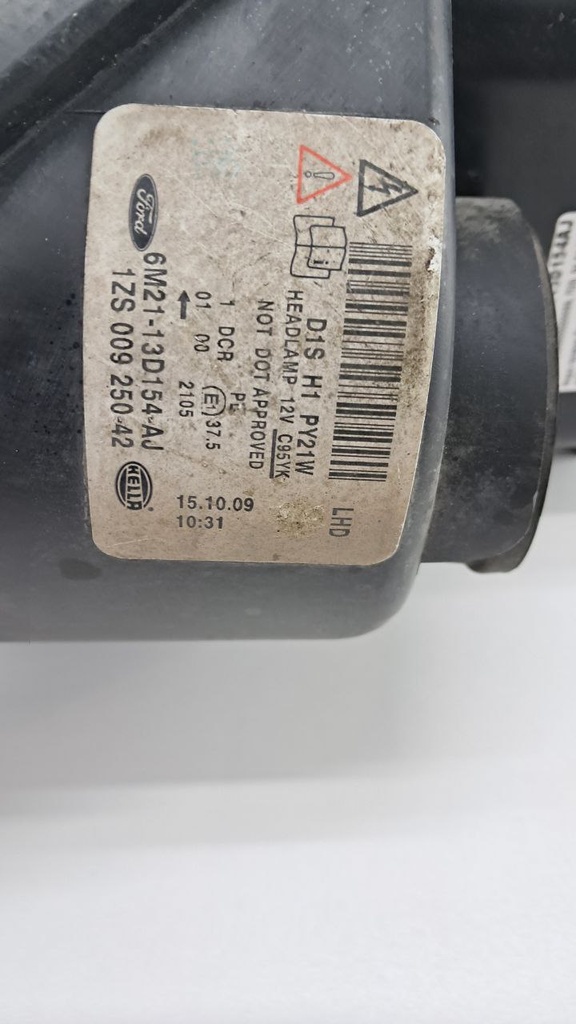 Ford
6M21-13D154-AJ
1ZS 009 250-42
HELLA
1 DCR PL
01 00 E1 37.5
2105
D1S H1 PY21W
HEADLAMP 12V C95YK
NOT DOT APPROVED
LHD
15.10.09
10:31